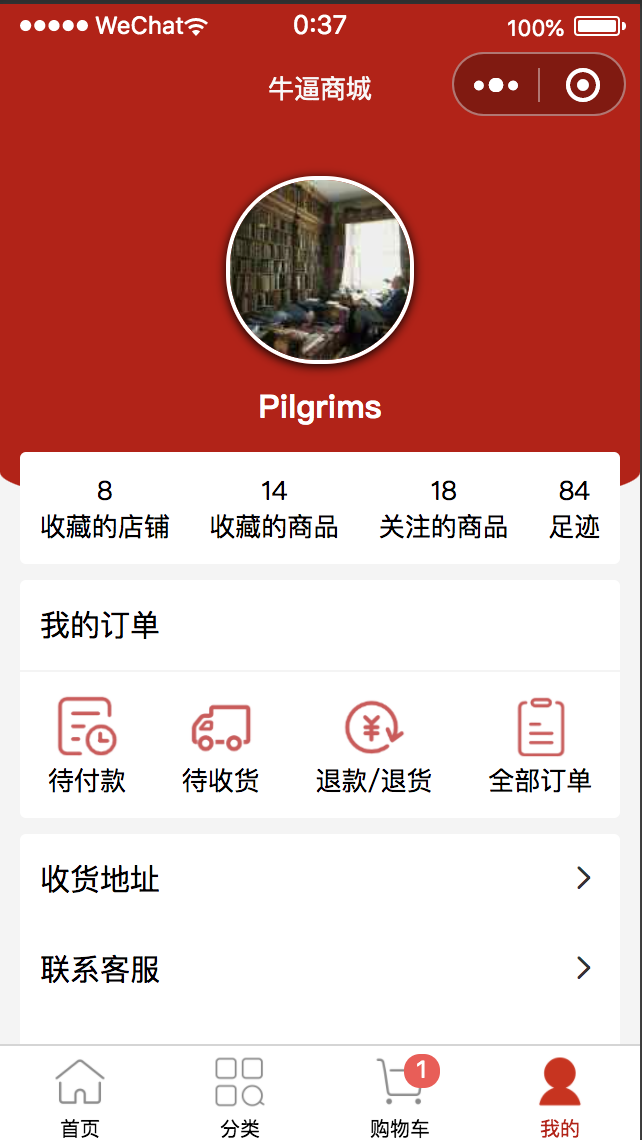 WeChat 0:37 100%
牛逼商城
Pilgrims
8 14 18 84
收藏的店铺 收藏的商品 关注的商品 足迹
我的订单
待付款 待收货 退款/退货 全部订单
收货地址
联系客服
1
首页 分类 购物车 我的